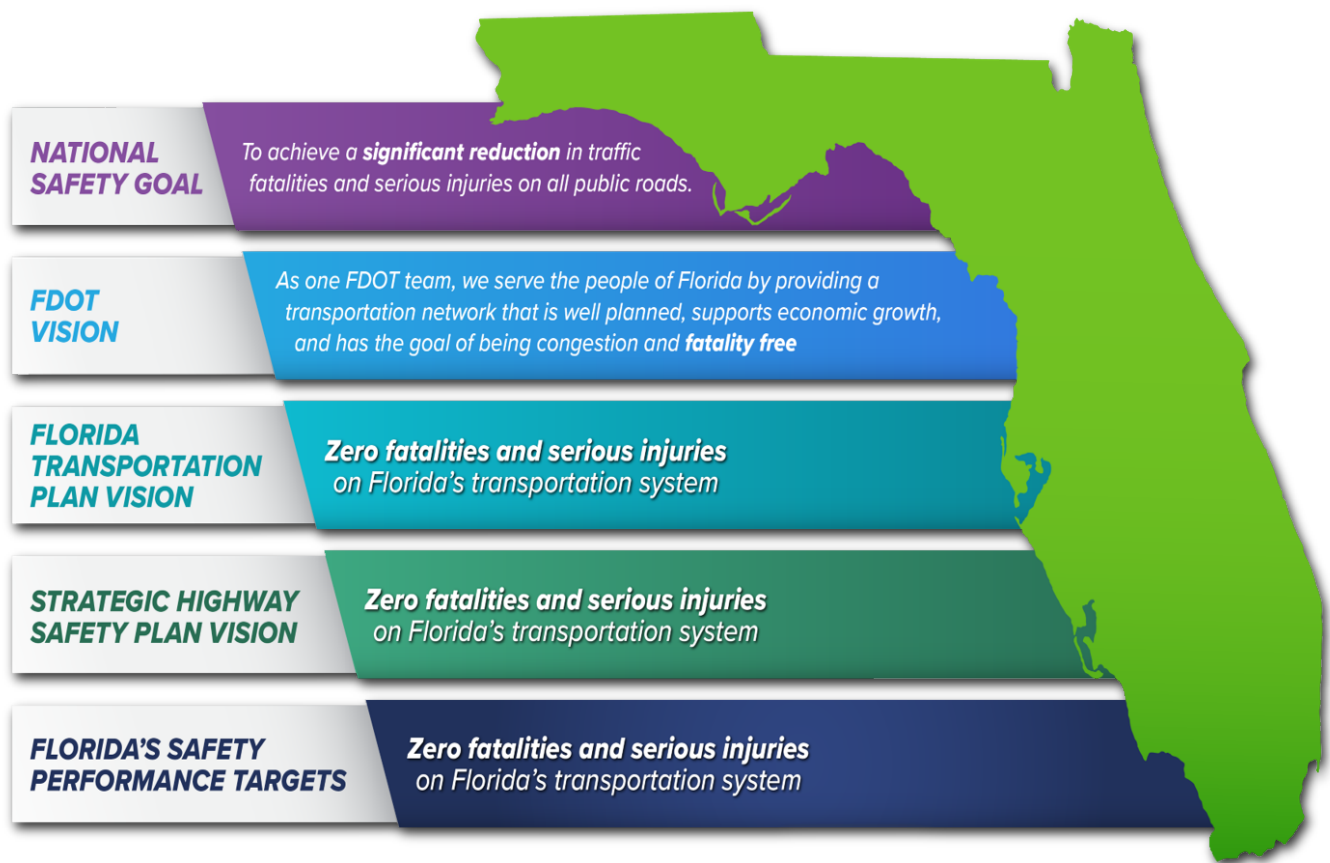 NATIONAL
SAFETY GOAL
To achieve a significant reduction in traffic
fatalities and serious injuries on all public roads.
FDOT
VISION
As one FDOT team, we serve the people of Florida by providing a
transportation network that is well planned, supports economic growth,
and has the goal of being congestion and fatality free
FLORIDA
TRANSPORTATION
PLAN VISION
Zero fatalities and serious injuries
on Florida’s transportation system
STRATEGIC HIGHWAY
SAFETY PLAN VISION
Zero fatalities and serious injuries
on Florida’s transportation system
FLORIDA’S SAFETY
PERFORMANCE TARGETS
Zero fatalities and serious injuries
on Florida’s transportation system